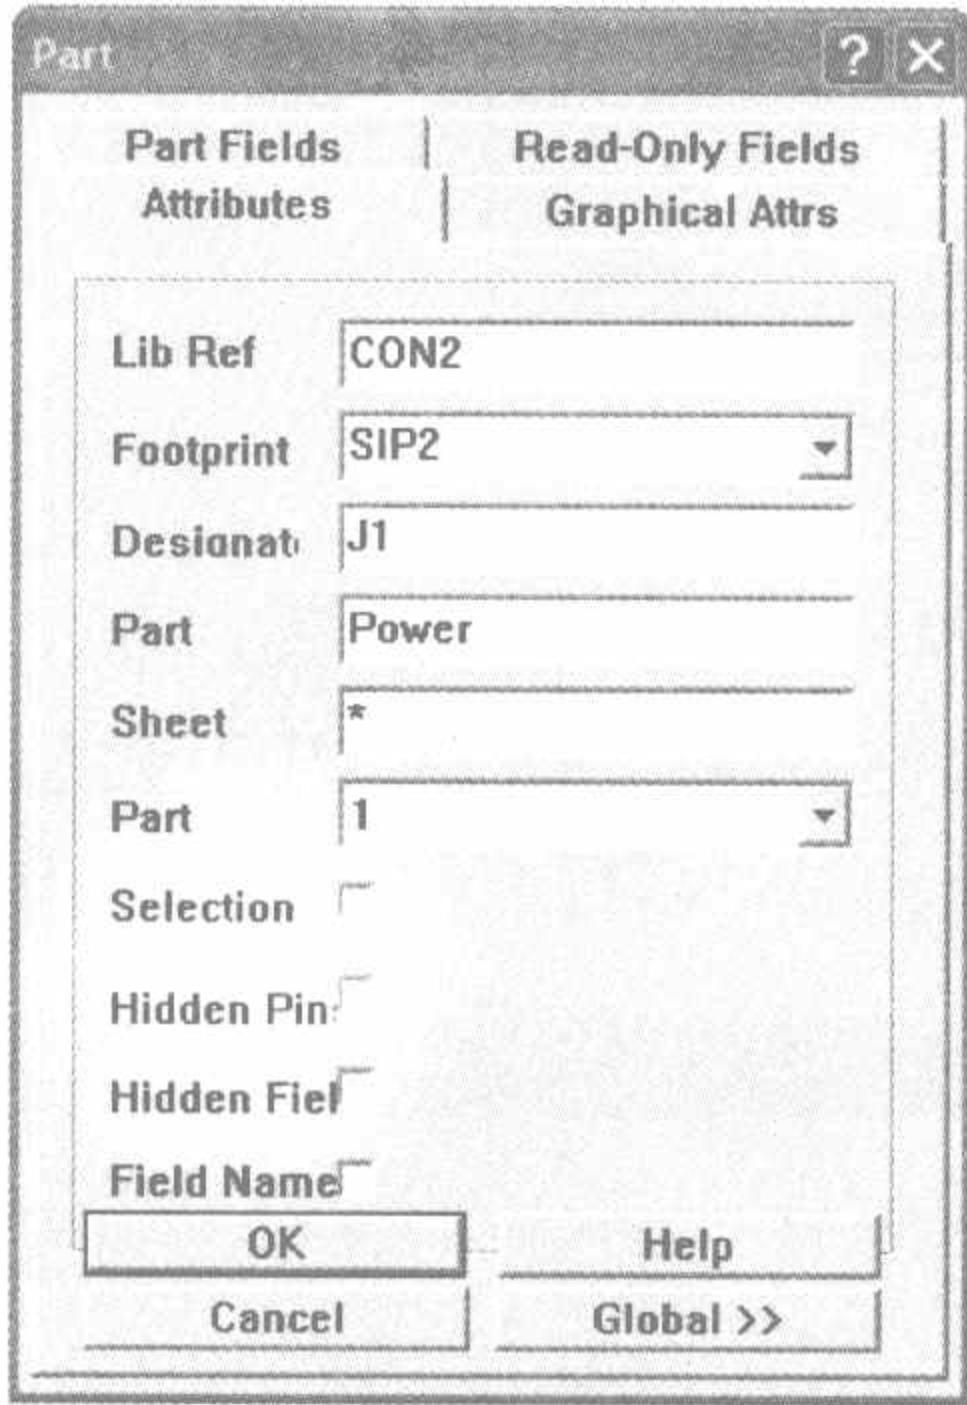 Part ? ×
Part Fields Read-Only Fields
Attributes Graphical Attrs
Lib Ref CON2
Footprint SIP2
Designat
J1
Part Power
Sheet *
Part 1
Selection
Hidden Pin
Hidden Fiel
Field Name
OK Help
Cancel Global >>